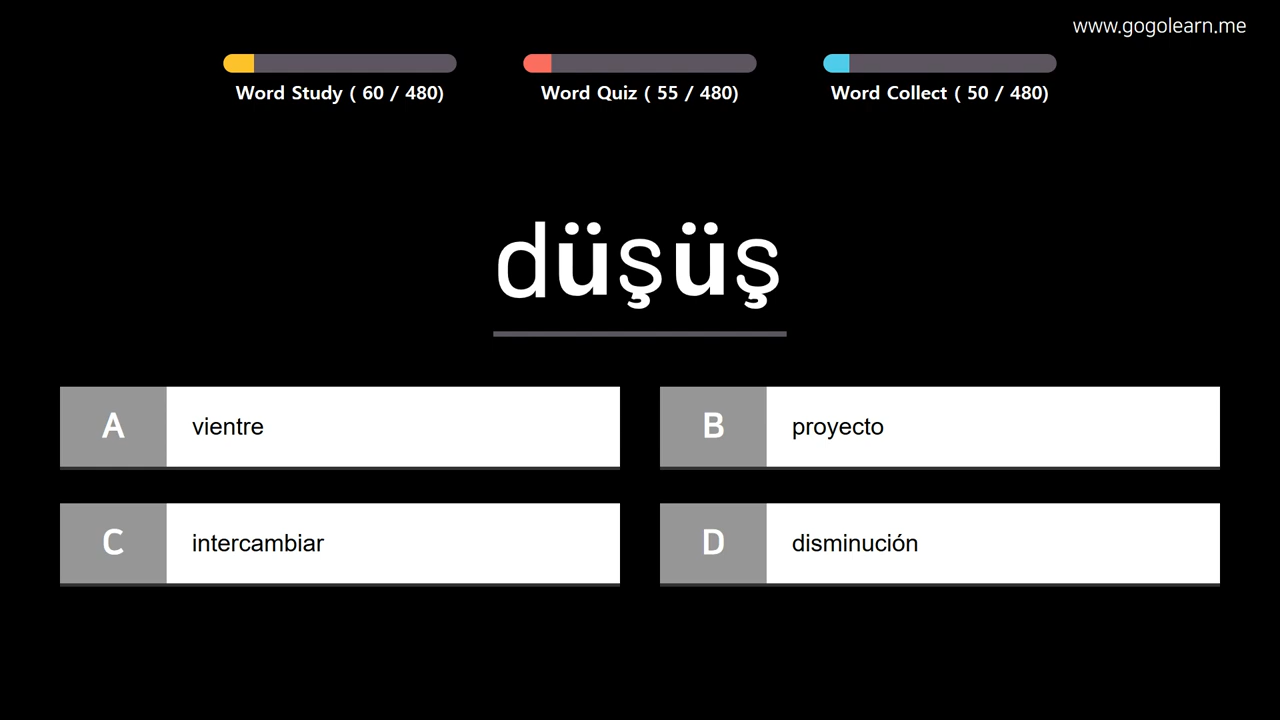 www.gogolearn.me
Word Study ( 60 / 480)
Word Quiz ( 55 / 480)
Word Collect ( 50 / 480)
düşüş
A vientre
B proyecto
C intercambiar
D disminución